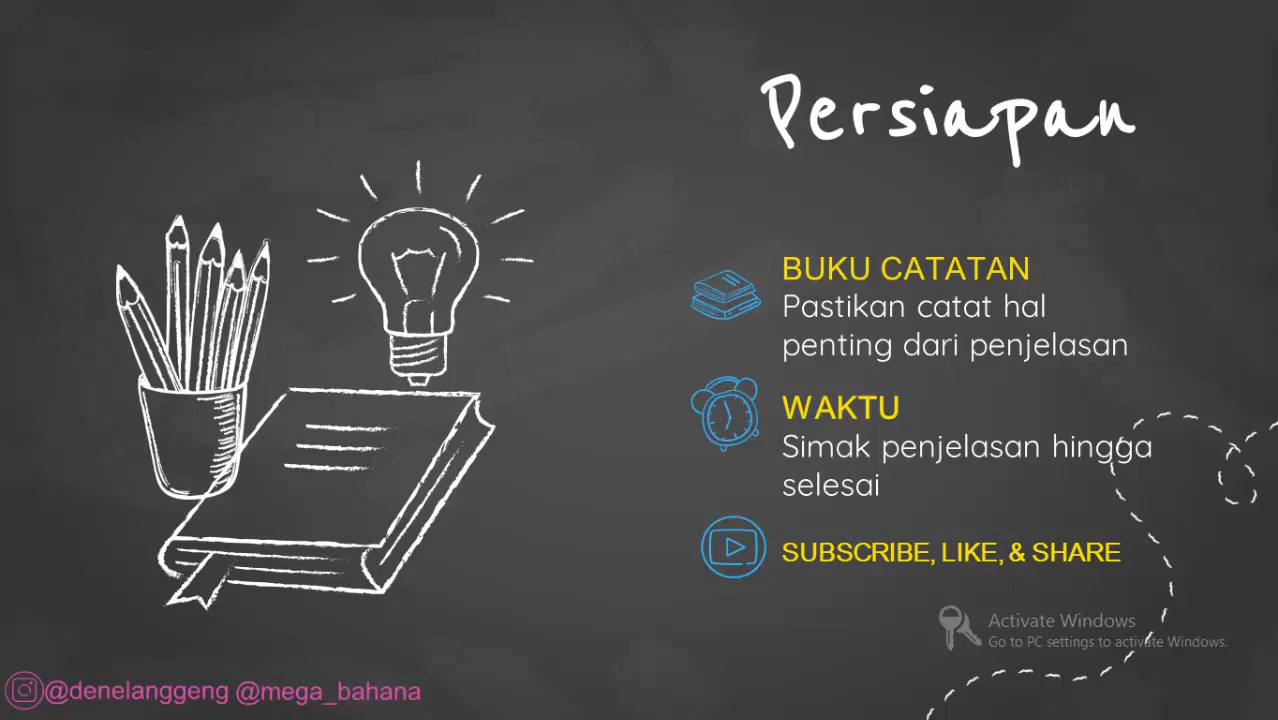 Persiapan
BUKU CATATAN
Pastikan catat hal
penting dari penjelasan
WAKTU
Simak penjelasan hingga
selesai
SUBSCRIBE, LIKE, & SHARE
Activate Windows
Go to PC settings to activate Windows.
@denelanggeng @mega_bahana